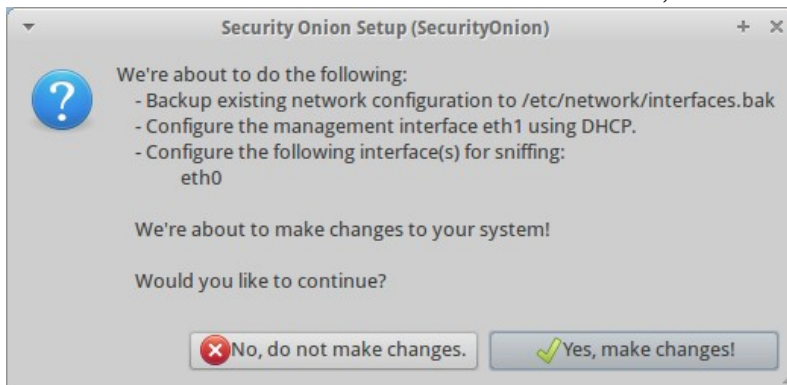 Security Onion Setup (SecurityOnion)
We're about to do the following:
- Backup existing network configuration to /etc/network/interfaces.bak
- Configure the management interface eth1 using DHCP.
- Configure the following interface(s) for sniffing:
eth0
We're about to make changes to your system!
Would you like to continue?
No, do not make changes.
Yes, make changes!